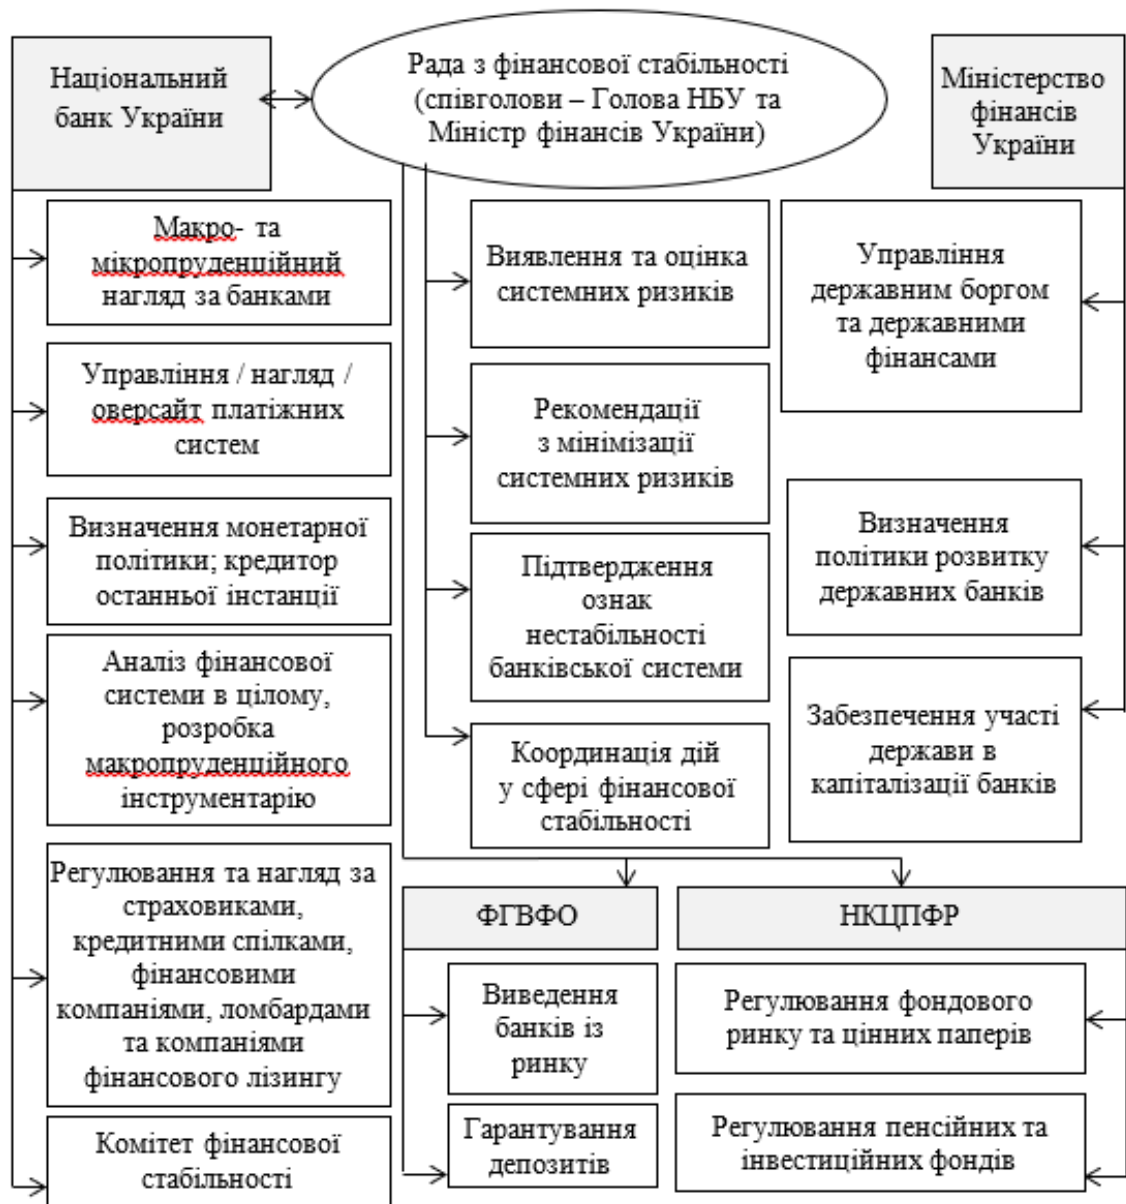 Національний
банк України
Рада з фінансової стабільності
(співголови – Голова НБУ та
Міністр фінансів України)
Міністерство
фінансів
України
Макро- та
мікропруденційний
нагляд за банками
Управління / нагляд /
оверсайт платіжних
систем
Визначення монетарної
політики; кредитор
останньої інстанції
Аналіз фінансової
системи в цілому,
розробка
макропруденційного
інструментарію
Регулювання та нагляд за
страховиками,
кредитними спілками,
фінансовими
компаніями, ломбардами
та компаніями
фінансового лізингу
Комітет фінансової
стабільності
Виявлення та оцінка
системних ризиків
Рекомендації
з мінімізації
системних ризиків
Підтвердження
ознак
нестабільності
банківської системи
Координація дій
у сфері фінансової
стабільності
Управління
державним боргом
та державними
фінансами
Визначення
політики розвитку
державних банків
Забезпечення участі
держави в
капіталізації банків
ФГВФО
Виведення
банків із
ринку
Гарантування
депозитів
НКЦПФР
Регулювання фондового
ринку та цінних паперів
Регулювання пенсійних та
інвестиційних фондів